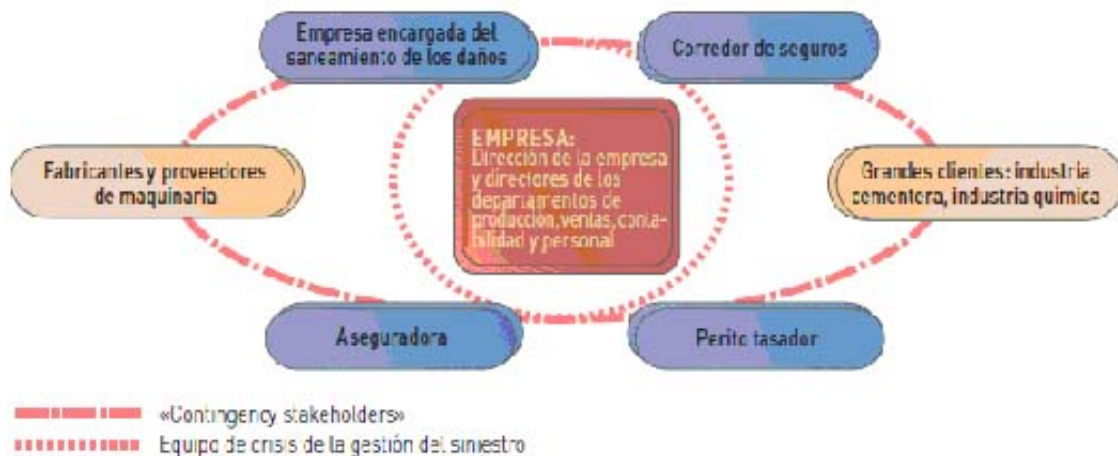 Empresa encargada del
saneamiento de los daños
Corredor de seguros
EMPRESA:
Dirección de la empresa
y directores de los
departamentos de
producción, ventas, conta-
bilidad y personal
Fabricantes y proveedores
de maquinaria
Grandes clientes: industria
cementera, industria quimica
Aseguradora
Perito tasador
«Contingency stakeholders»
Equipo de crisis de la gestión del siniestro